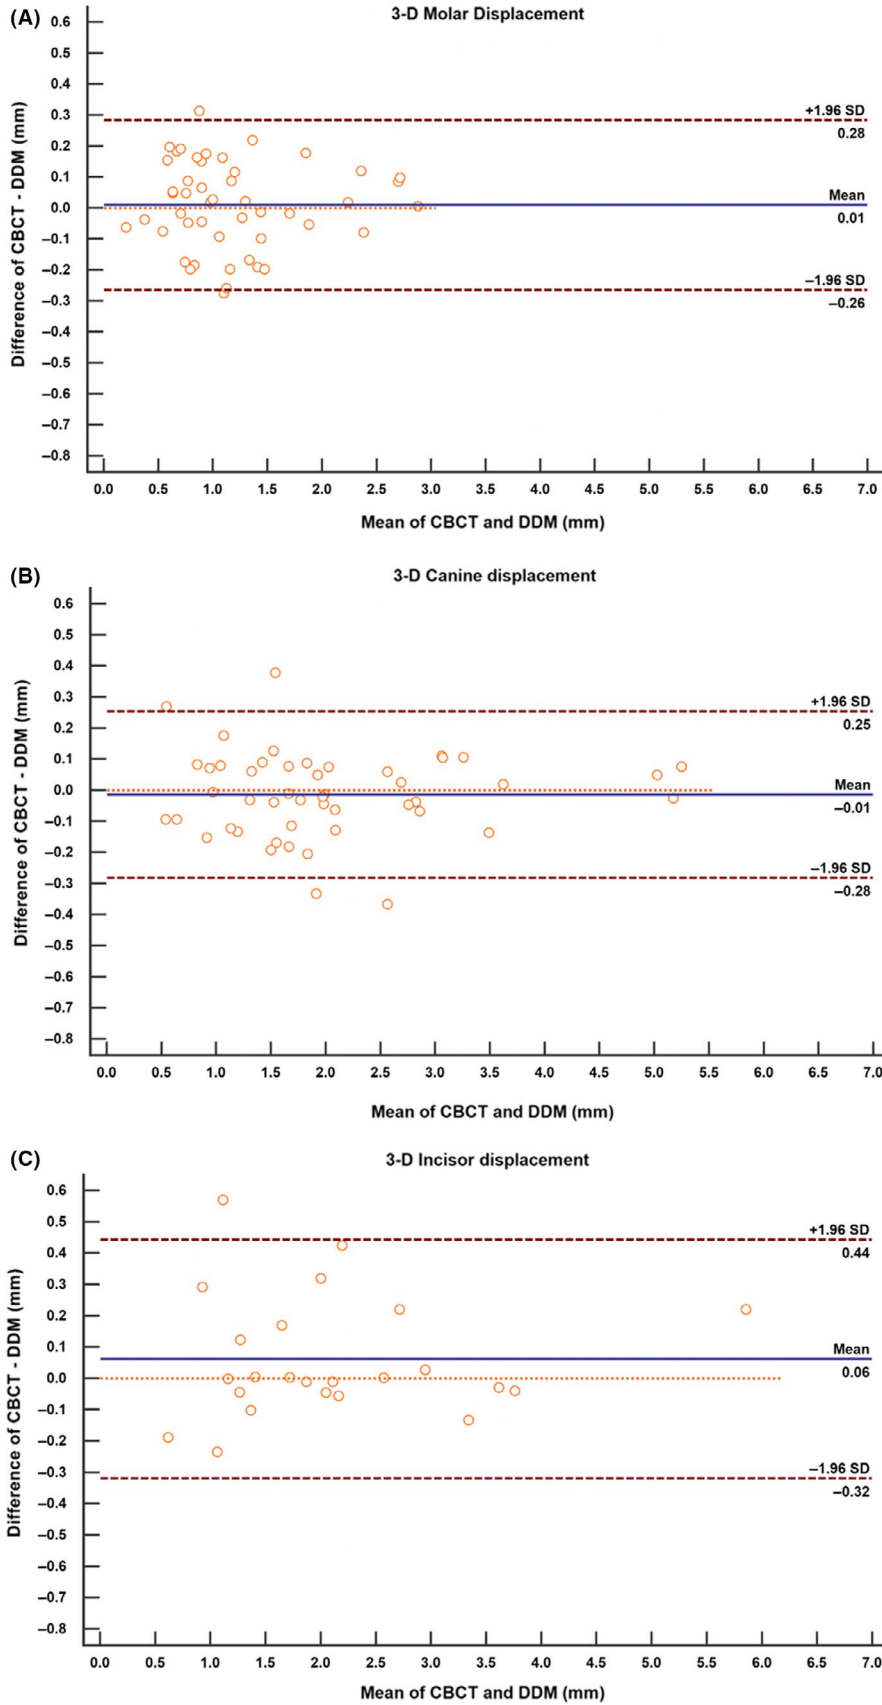 (A)
3-D Molar Displacement
Difference of CBCT - DDM (mm)
0.6
0.5
0.4
0.3
0.2
0.1
0.0
–0.1
–0.2
–0.3
–0.4
–0.5
–0.6
–0.7
–0.8
+1.96 SD
0.28
Mean
0.01
–1.96 SD
–0.26
0.0 0.5 1.0 1.5 2.0 2.5 3.0 3.5 4.0 4.5 5.0 5.5 6.0 6.5 7.0
Mean of CBCT and DDM (mm)
(B)
3-D Canine displacement
Difference of CBCT - DDM (mm)
0.6
0.5
0.4
0.3
0.2
0.1
0.0
–0.1
–0.2
–0.3
–0.4
–0.5
–0.6
–0.7
–0.8
+1.96 SD
0.25
Mean
–0.01
–1.96 SD
–0.28
0.0 0.5 1.0 1.5 2.0 2.5 3.0 3.5 4.0 4.5 5.0 5.5 6.0 6.5 7.0
Mean of CBCT and DDM (mm)
(C)
3-D Incisor displacement
Difference of CBCT - DDM (mm)
0.6
0.5
0.4
0.3
0.2
0.1
0.0
–0.1
–0.2
–0.3
–0.4
–0.5
–0.6
–0.7
–0.8
+1.96 SD
0.44
Mean
0.06
–1.96 SD
–0.32
0.0 0.5 1.0 1.5 2.0 2.5 3.0 3.5 4.0 4.5 5.0 5.5 6.0 6.5 7.0
Mean of CBCT and DDM (mm)